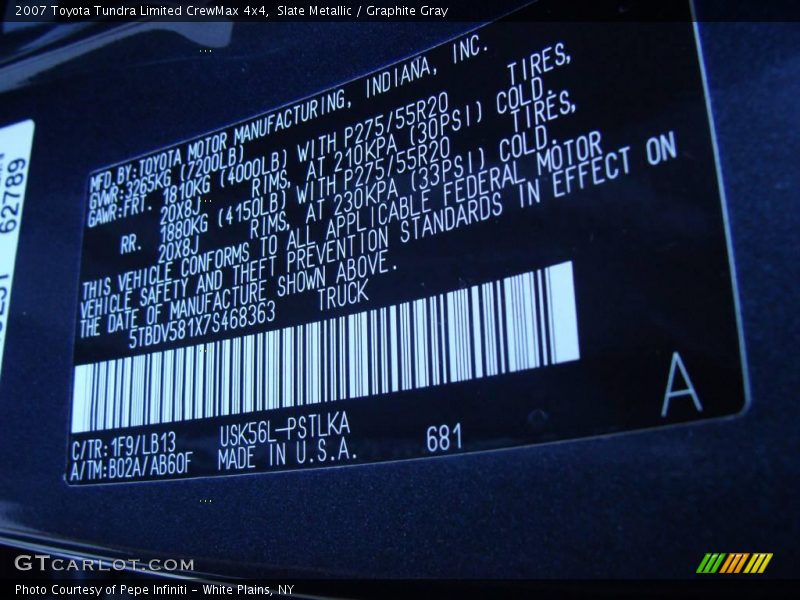 2007 Toyota Tundra Limited CrewMax 4x4, Slate Metallic / Graphite Gray
62789
MFD.BY:TOYOTA MOTOR MANUFACTURING, INDIANA, INC.
GVWR:3265KG (7200LB)
GAWR:FRT. 1810KG (4000LB) WITH P275/55R20 TIRES,
20X8J RIMS, AT 210KPA (30PSI) COLD.
RR. 1880KG (4150LB) WITH P275/55R20 TIRES,
20X8J RIMS, AT 230KPA (33PSI) COLD.
THIS VEHICLE CONFORMS TO ALL APPLICABLE FEDERAL MOTOR
VEHICLE SAFETY AND THEFT PREVENTION STANDARDS IN EFFECT ON
THE DATE OF MANUFACTURE SHOWN ABOVE.
5TBDV581X7S468363 TRUCK
C/TR:1F9/LB13 USK56L-PSTLKA 681 A
A/TM:B02A/AB60F MADE IN U.S.A.
GTCARLOT.COM
Photo Courtesy of Pepe Infiniti - White Plains, NY